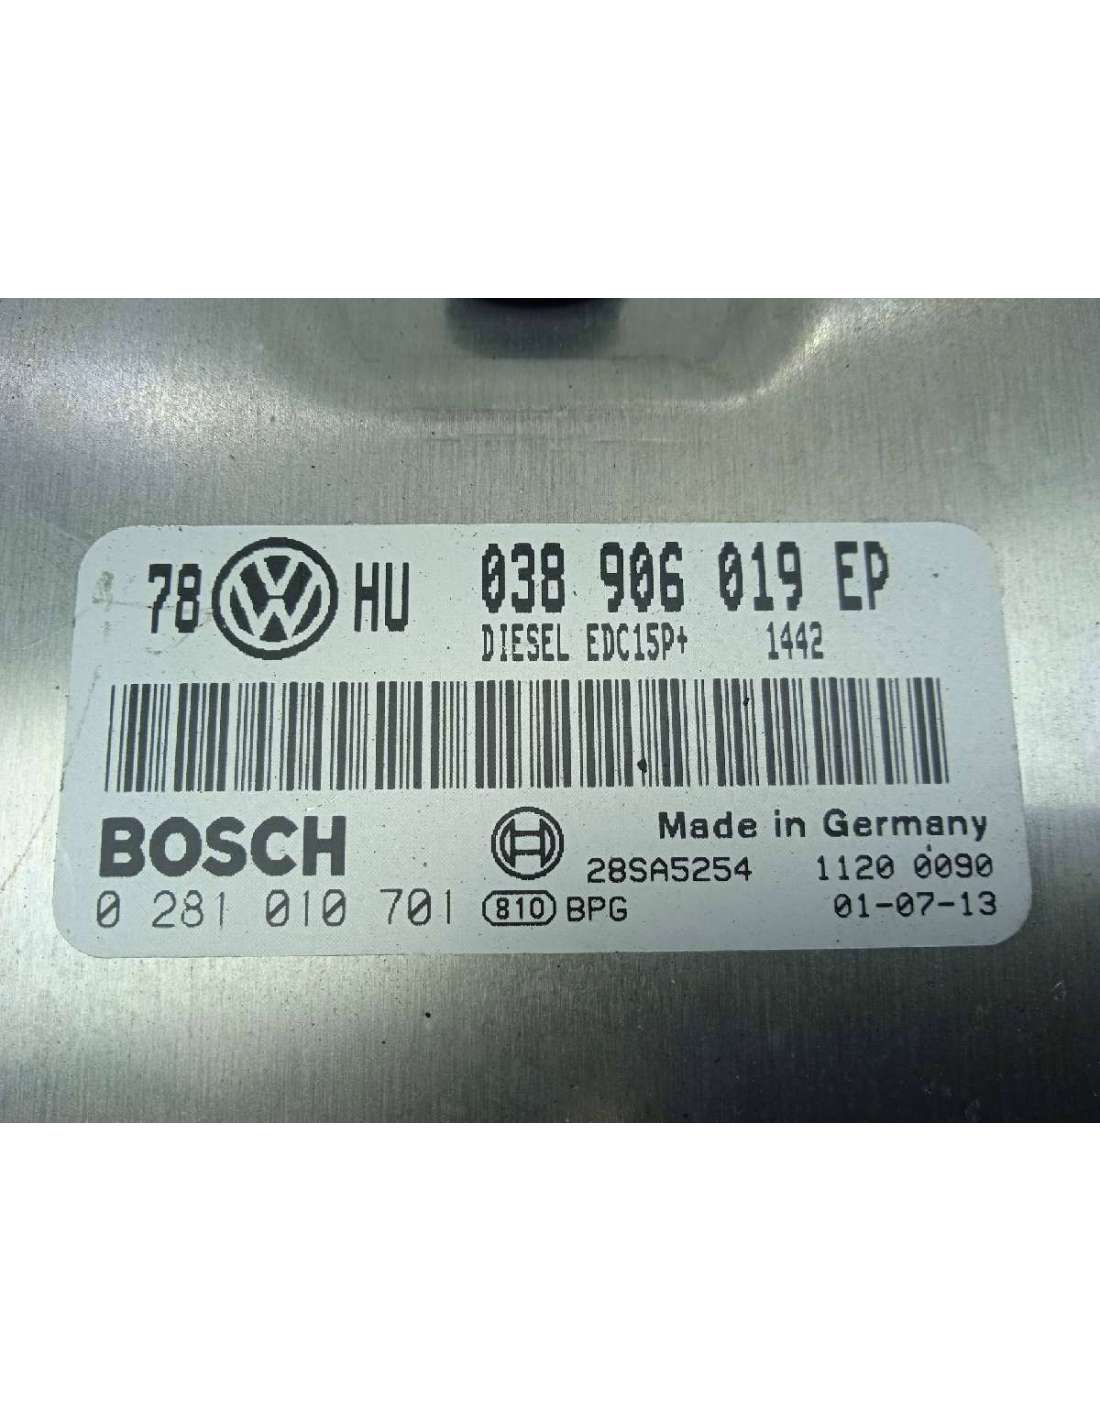 78 VW HU 038 906 019 EP
DIESEL EDC15P+ 1442
BOSCH H Made in Germany
28SA5254 1120 0090
0 281 010 701 810 BPG 01-07-13